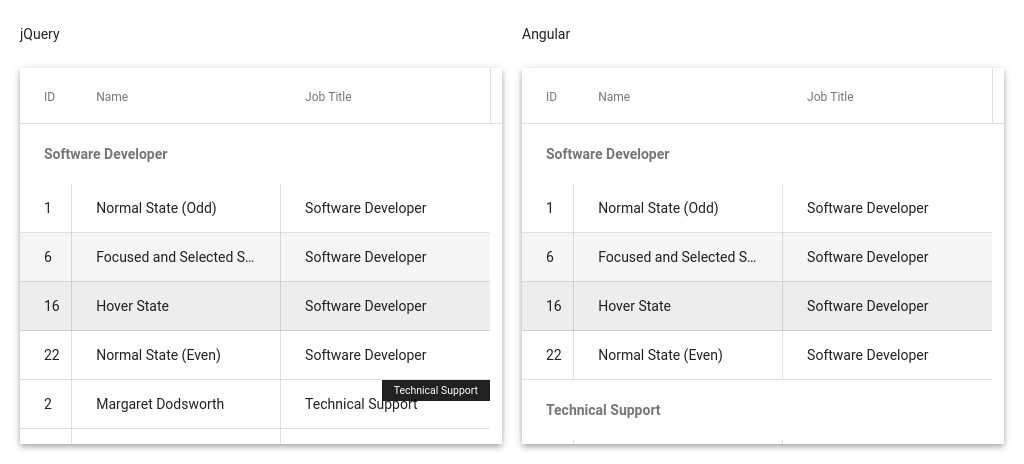 jQuery
ID Name Job Title
Software Developer
1 Normal State (Odd) Software Developer
6 Focused and Selected S... Software Developer
16 Hover State Software Developer
22 Normal State (Even) Software Developer
Technical Support
2 Margaret Dodsworth Technical Support
Angular
ID Name Job Title
Software Developer
1 Normal State (Odd) Software Developer
6 Focused and Selected S... Software Developer
16 Hover State Software Developer
22 Normal State (Even) Software Developer
Technical Support